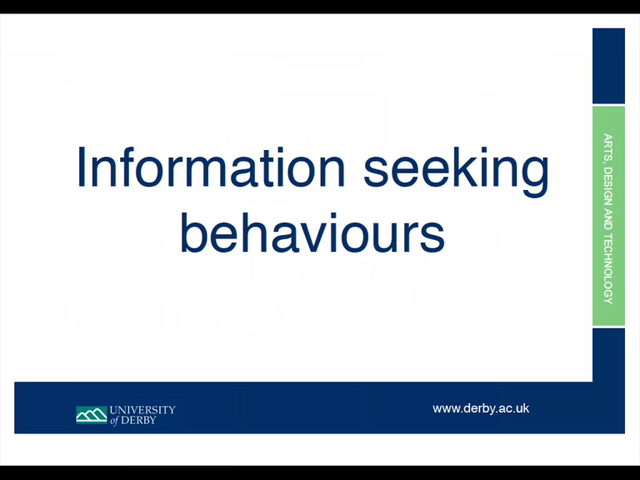 Information seeking
behaviours
ARTS, DESIGN AND TECHNOLOGY
UNIVERSITY
of DERBY
www.derby.ac.uk